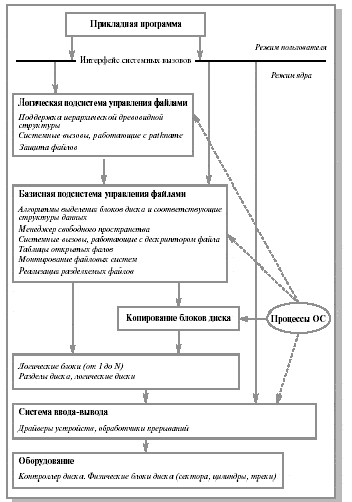 Прикладная программа
Режим пользователя
Интерфейс системных вызовов
Режим ядра
Логическая подсистема управления файлами
Поддержка иерархической древовидной
структуры
Системные вызовы, работающие с pathname
Защита файлов
Базисная подсистема управления файлами
Алгоритмы выделения блоков диска и соответствующие
структуры данных
Менеджер свободного пространства
Системные вызовы, работающие с дескриптором файла
Таблицы открытых фалов
Монтирование файловых систем
Реализация разделяемых файлов
Копирование блоков диска
Процессы ОС
Логические блоки (от 1 до N)
Разделы диска, логические диски
Система ввода-вывода
Драйверы устройств, обработчики прерываний
Оборудование
Контроллер диска. Физические блоки диска (сектора, цилиндры, треки)